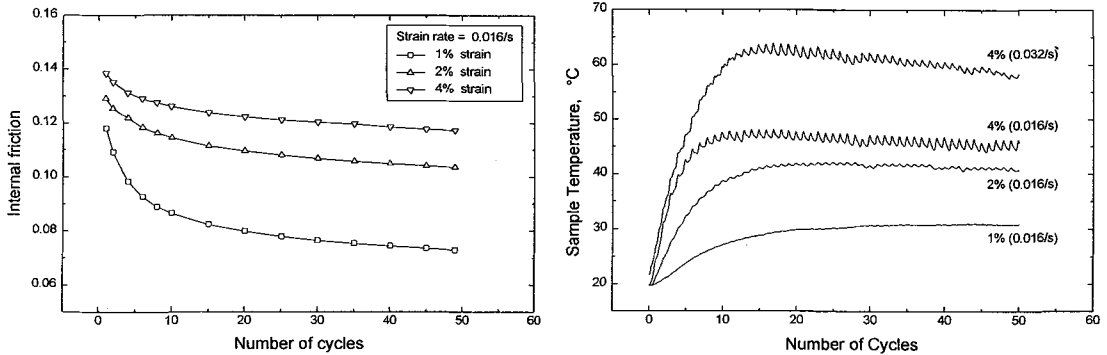 0.16
0.14
0.12
0.10
0.08
0.06
Internal friction
0
10
20
30
40
50
60
Number of cycles
Strain rate = 0.016/s
1% strain
2% strain
4% strain
70
60
50
40
30
20
Sample Temperature, °C
0
10
20
30
40
50
60
Number of Cycles
4% (0.032/s)
4% (0.016/s)
2% (0.016/s)
1% (0.016/s)